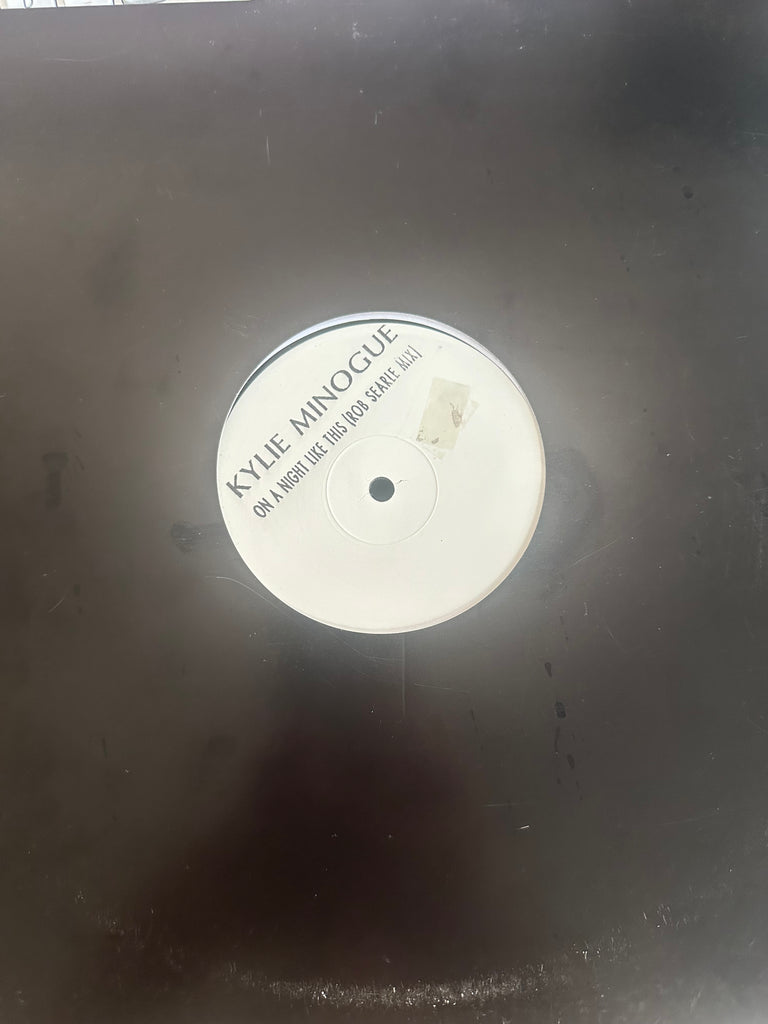 KYLIE MINOGUE
ON A NIGHT LIKE THIS (ROB SEARLE MIX)